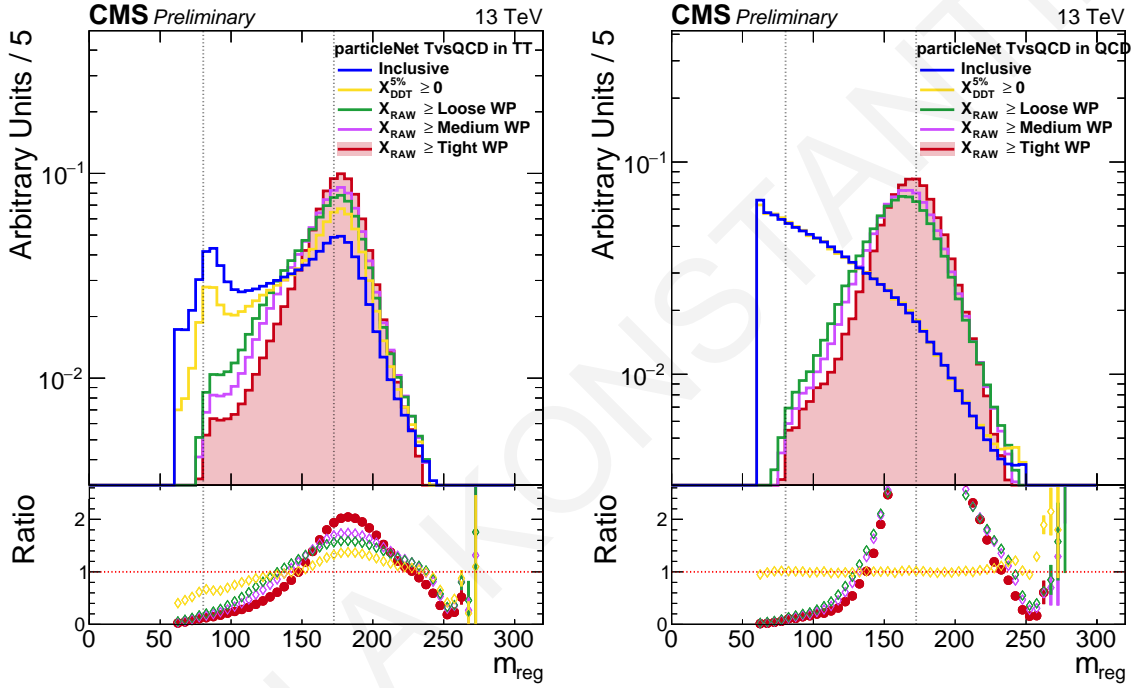 CMS Preliminary 13 TeV
particleNet TvsQCD in TT
Inclusive
X_DDT^5% ≥ 0
X_RAW ≥ Loose WP
X_RAW ≥ Medium WP
X_RAW ≥ Tight WP
Arbitrary Units / 5
10^−1
10^−2
Ratio
2
1
0
0 50 100 150 200 250 300
m_reg
CMS Preliminary 13 TeV
particleNet TvsQCD in QCD
Inclusive
X_DDT^5% ≥ 0
X_RAW ≥ Loose WP
X_RAW ≥ Medium WP
X_RAW ≥ Tight WP
Arbitrary Units / 5
10^−1
10^−2
Ratio
2
1
0
0 50 100 150 200 250 300
m_reg